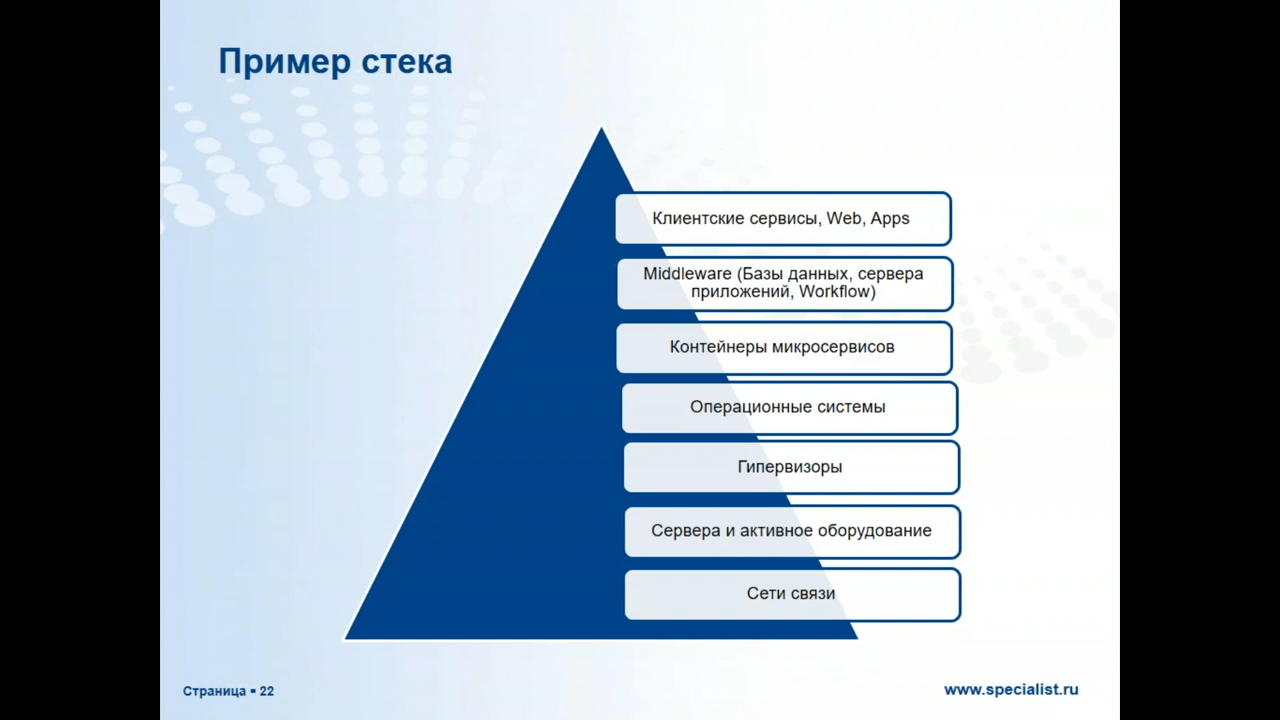 Пример стека
Клиентские сервисы, Web, Apps
Middleware (Базы данных, сервера
приложений, Workflow)
Контейнеры микросервисов
Операционные системы
Гипервизоры
Сервера и активное оборудование
Сети связи
Страница ▪ 22
www.specialist.ru